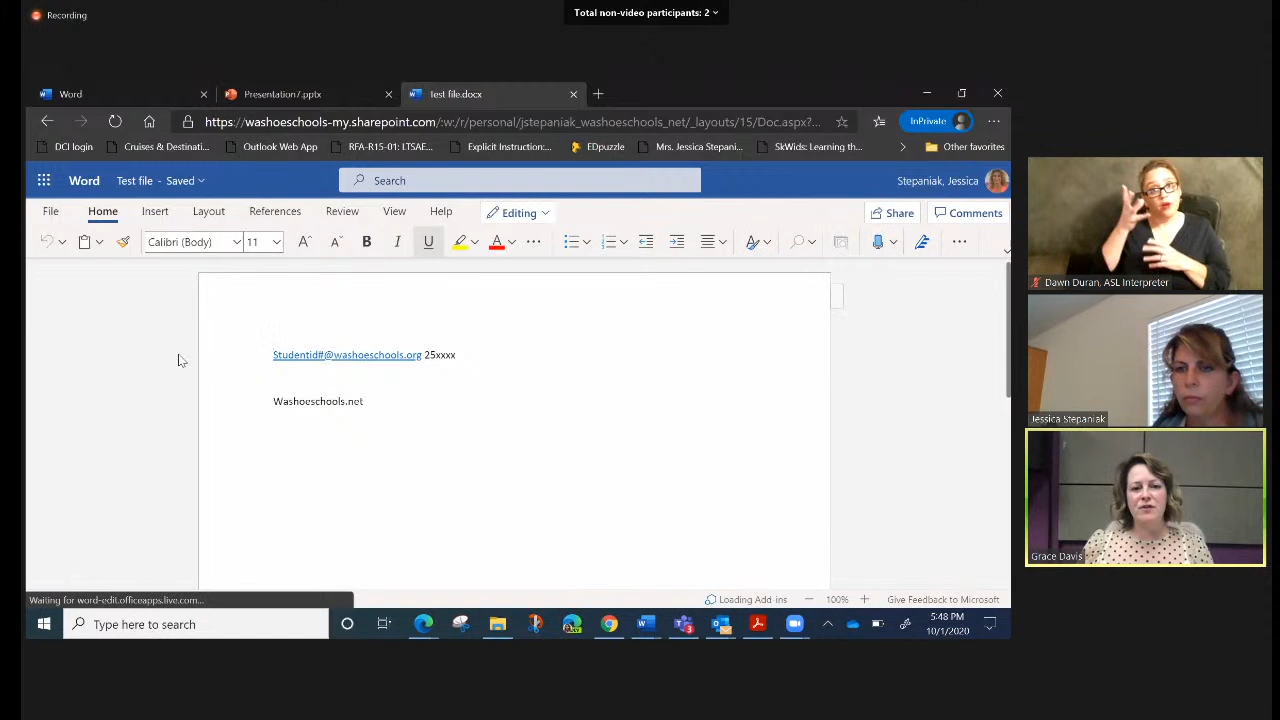 Recording
Total non-video participants: 2
Word
Presentation7.pptx
Test file.docx
https://washoeschools-my.sharepoint.com/:w:/r/personal/jstepaniak_washoeschools_net/_layouts/15/Doc.aspx?...
InPrivate
DCI login
Cruises & Destinati...
Outlook Web App
RFA-R15-01: LTSAE...
Explicit Instruction:...
EDpuzzle
Mrs. Jessica Stepani...
SkWids: Learning th...
Other favorites
Word
Test file - Saved
Search
Stepaniak, Jessica
File
Home
Insert
Layout
References
Review
View
Help
Editing
Share
Comments
Calibri (Body)
11
Studentid#@washoeschools.org 25xxxx
Washoeschools.net
Dawn Duran, ASL Interpreter
Jessica Stepaniak
Grace Davis
Waiting for word-edit.officeapps.live.com...
Loading Add-ins
100%
Give Feedback to Microsoft
Type here to search
5:48 PM
10/1/2020